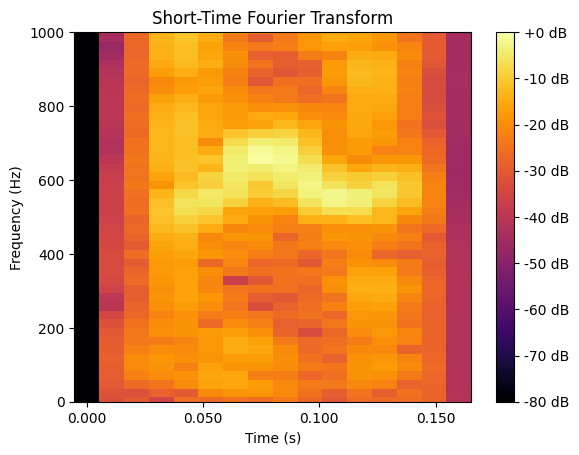 Short-Time Fourier Transform
1000
800
600
400
200
0
Frequency (Hz)
0.000
0.050
0.100
0.150
Time (s)
+0 dB
-10 dB
-20 dB
-30 dB
-40 dB
-50 dB
-60 dB
-70 dB
-80 dB